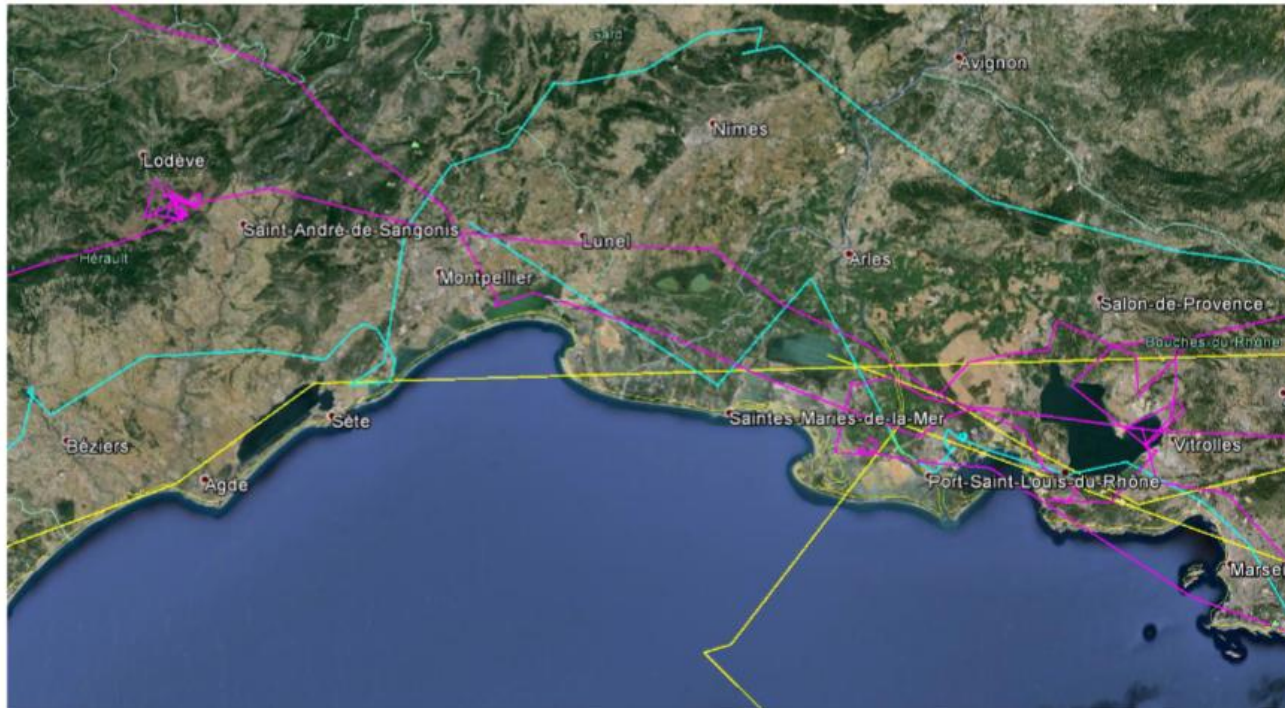 Gard
Avignon
Nîmes
Lodève
Saint-André-de-Sangonis
Lunel
Arles
Hérault
Montpellier
Salon-de-Provence
Bouches-du-Rhône
Sète
Saintes-Maries-de-la-Mer
Béziers
Vitrolles
Agde
Port-Saint-Louis-du-Rhône
Marsei